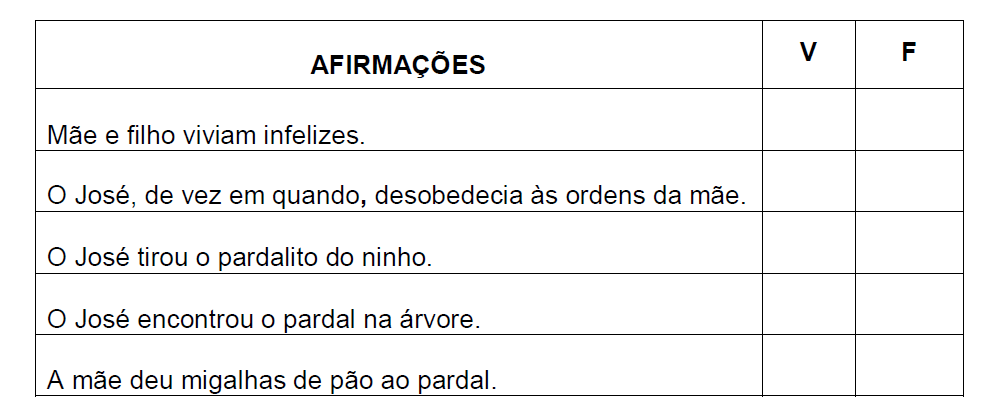 AFIRMAÇÕES V F
Mãe e filho viviam infelizes.
O José, de vez em quando, desobedecia às ordens da mãe.
O José tirou o pardalito do ninho.
O José encontrou o pardal na árvore.
A mãe deu migalhas de pão ao pardal.